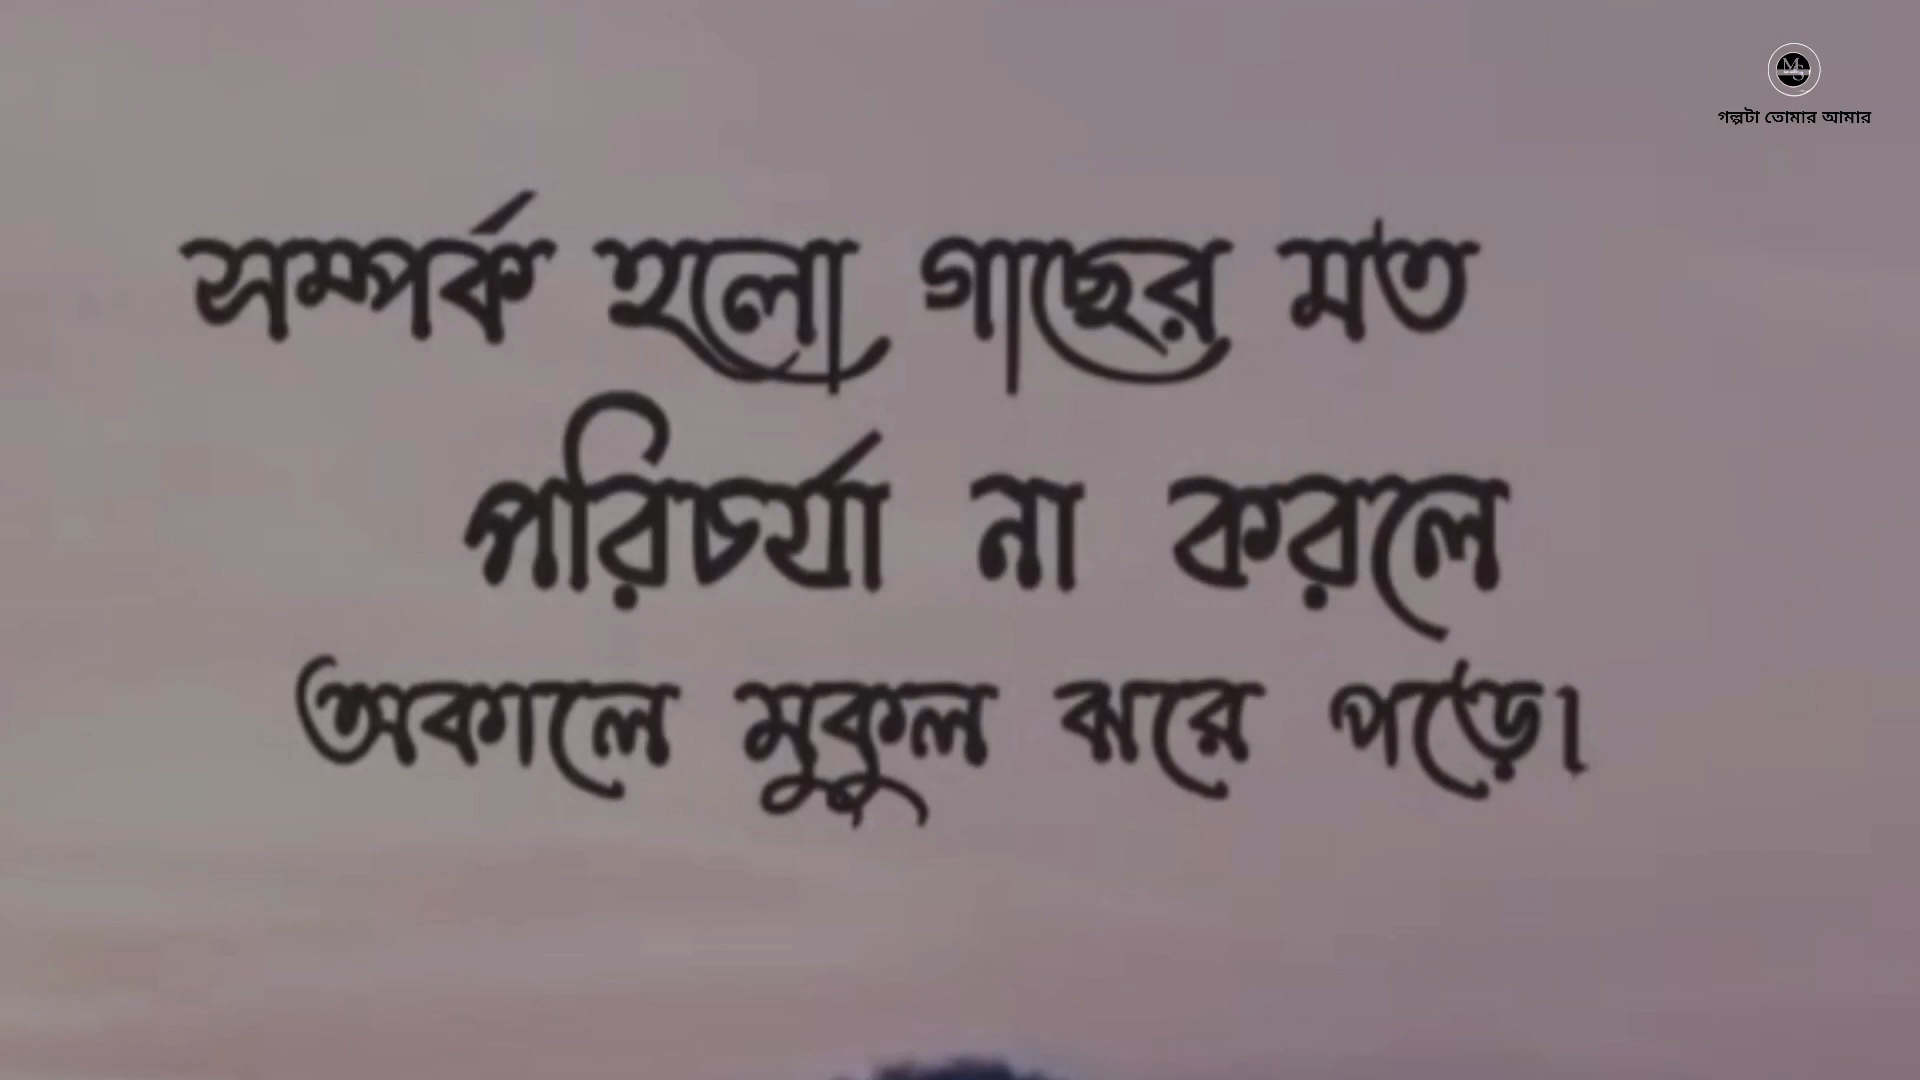 গল্পটা তোমার আমার
সম্পর্ক হলো গাছের মত
পরিচর্যা না করলে
অকালে মুকুল ঝরে পড়ে।